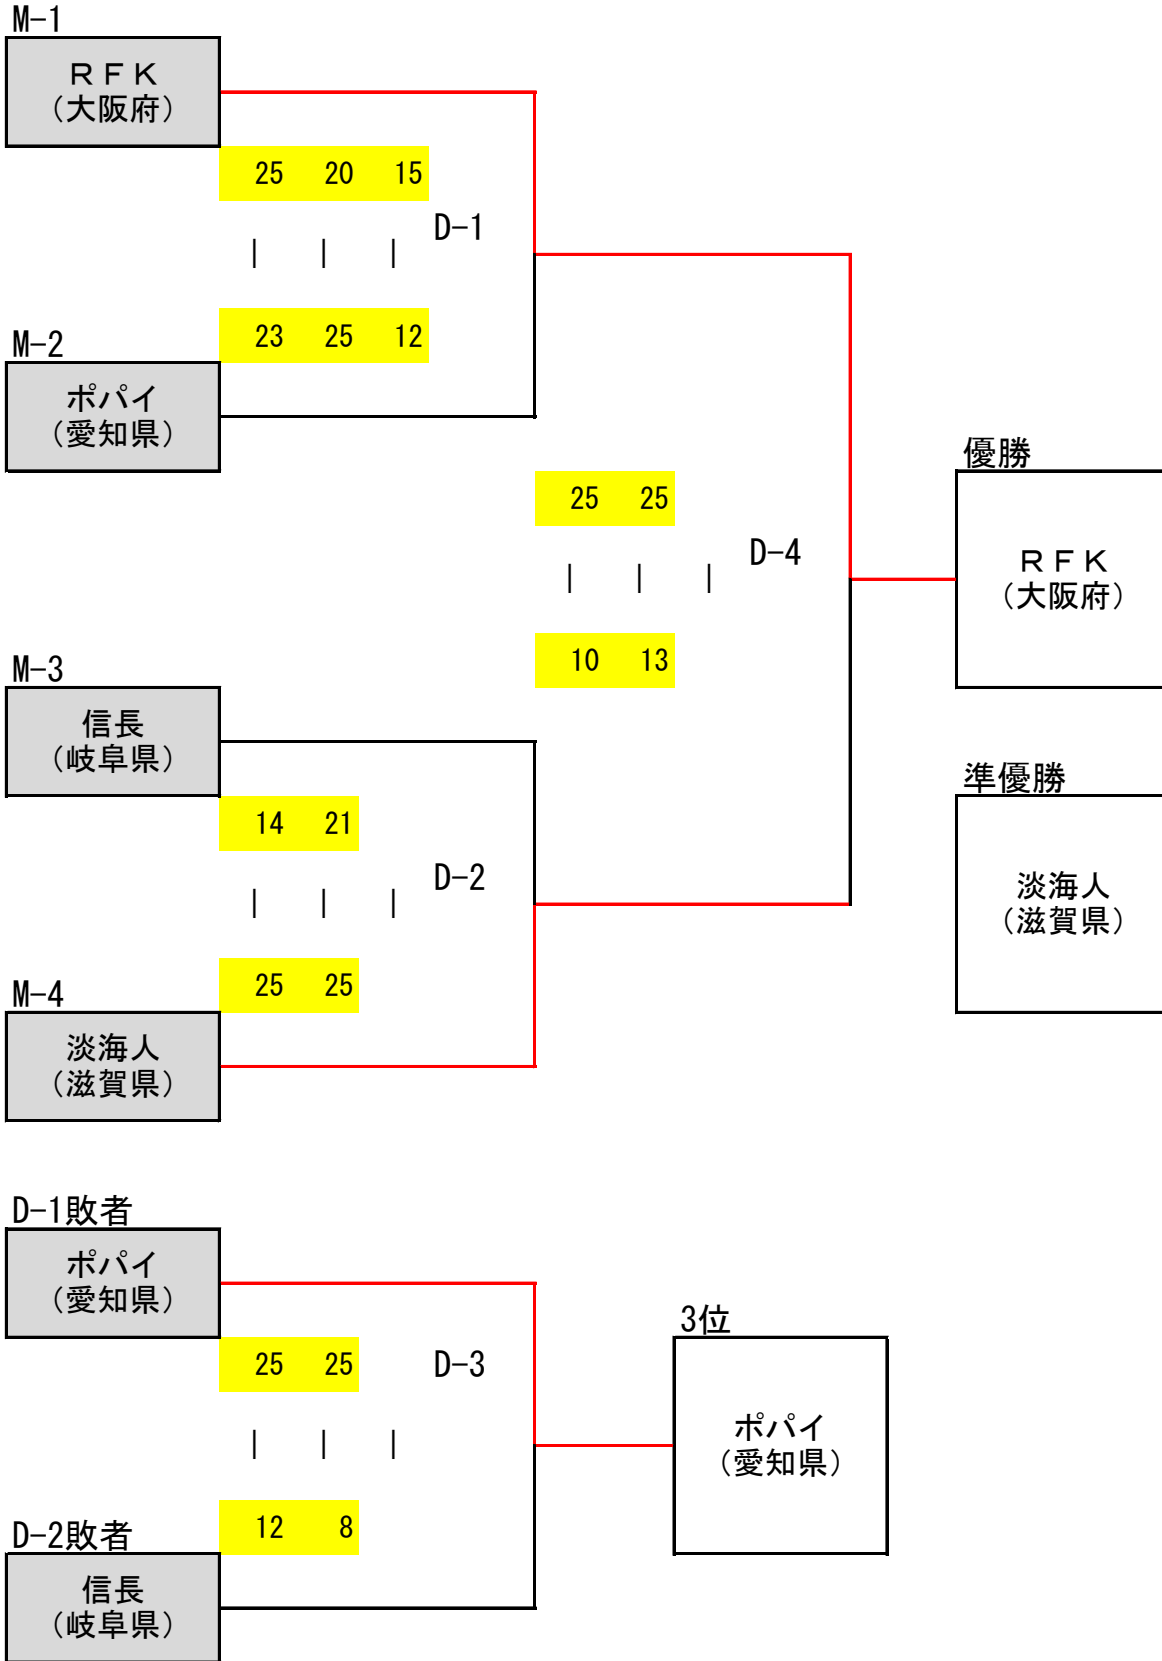 M-1
ＲＦＫ
（大阪府）
25 20 15
D-1
| | |
23 25 12
M-2
ポパイ
（愛知県）
25 25
D-4
| | |
10 13
優勝
ＲＦＫ
（大阪府）
M-3
信長
（岐阜県）
14 21
D-2
| | |
25 25
M-4
淡海人
（滋賀県）
準優勝
淡海人
（滋賀県）
D-1敗者
ポパイ
（愛知県）
25 25
D-3
| | |
12 8
D-2敗者
信長
（岐阜県）
3位
ポパイ
（愛知県）